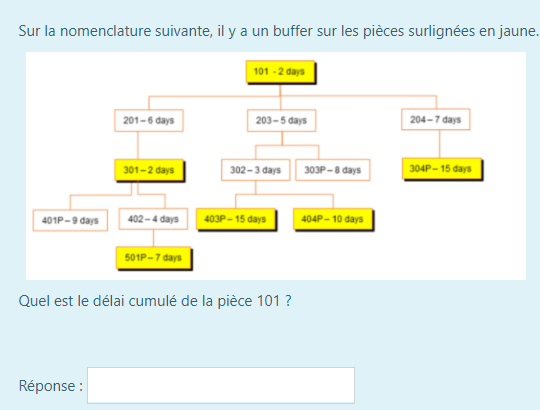 Sur la nomenclature suivante, il y a un buffer sur les pièces surlignées en jaune.
101 - 2 days
201 – 6 days 203 – 5 days 204 – 7 days
301 – 2 days 302 – 3 days 303P – 8 days 304P – 15 days
401P – 9 days 402 – 4 days 403P – 15 days 404P – 10 days
501P – 7 days
Quel est le délai cumulé de la pièce 101 ?
Réponse :